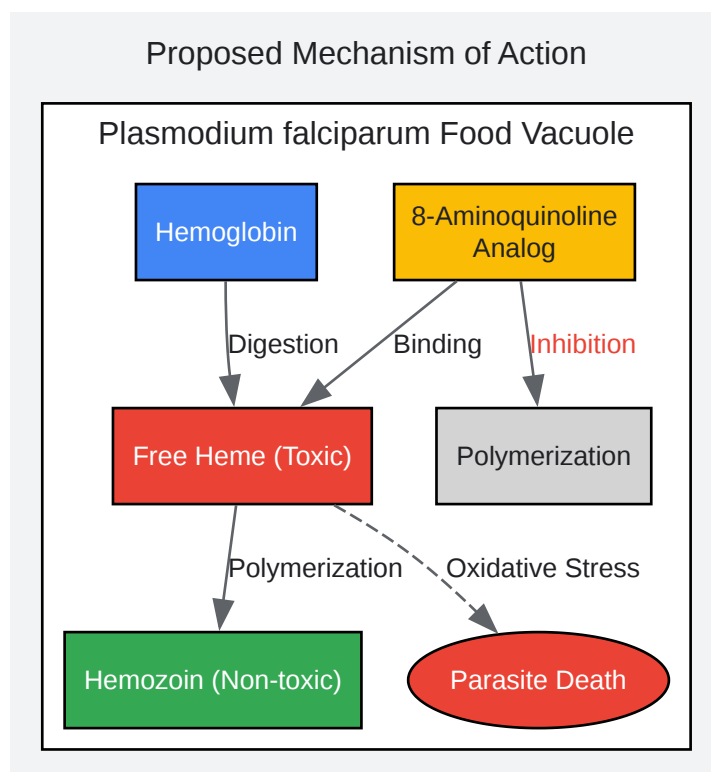 Proposed Mechanism of Action
Plasmodium falciparum Food Vacuole
Hemoglobin
8-Aminoquinoline
Analog
Digestion
Binding
Inhibition
Free Heme (Toxic)
Polymerization
Polymerization
Oxidative Stress
Hemozoin (Non-toxic)
Parasite Death